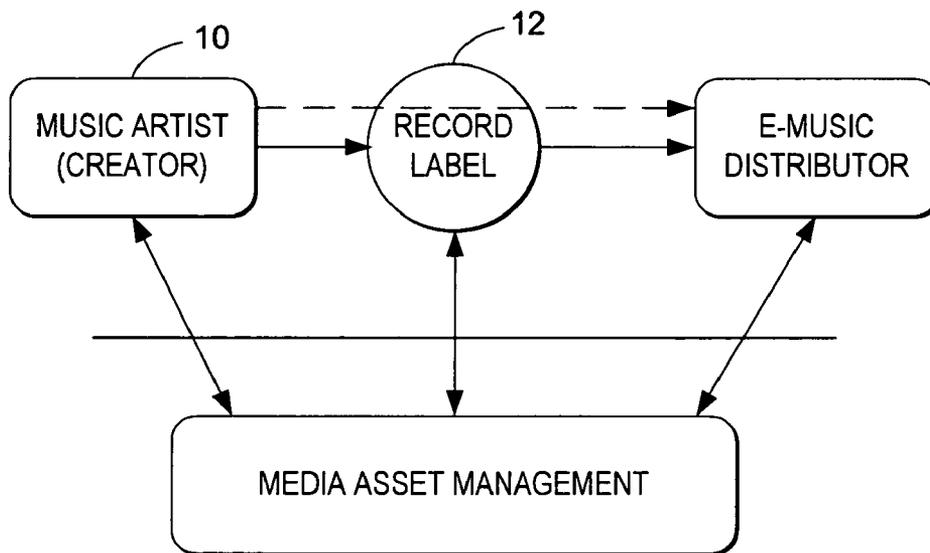 10
12
MUSIC ARTIST
(CREATOR)
RECORD
LABEL
E-MUSIC
DISTRIBUTOR
MEDIA ASSET MANAGEMENT